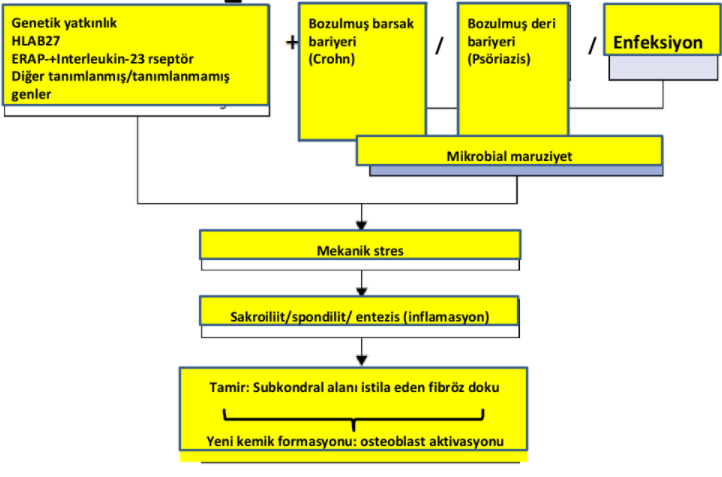 Genetik yatkınlık
HLAB27
ERAP-+Interleukin-23 rseptör
Diğer tanımlanmış/tanımlanmamış
genler
+
Bozulmuş barsak
bariyeri
(Crohn)
/
Bozulmuş deri
bariyeri
(Psöriazis)
/
Enfeksiyon
Mikrobial maruziyet
Mekanik stres
Sakroiliit/spondilit/ entezis (inflamasyon)
Tamir: Subkondral alanı istila eden fibröz doku
Yeni kemik formasyonu: osteoblast aktivasyonu